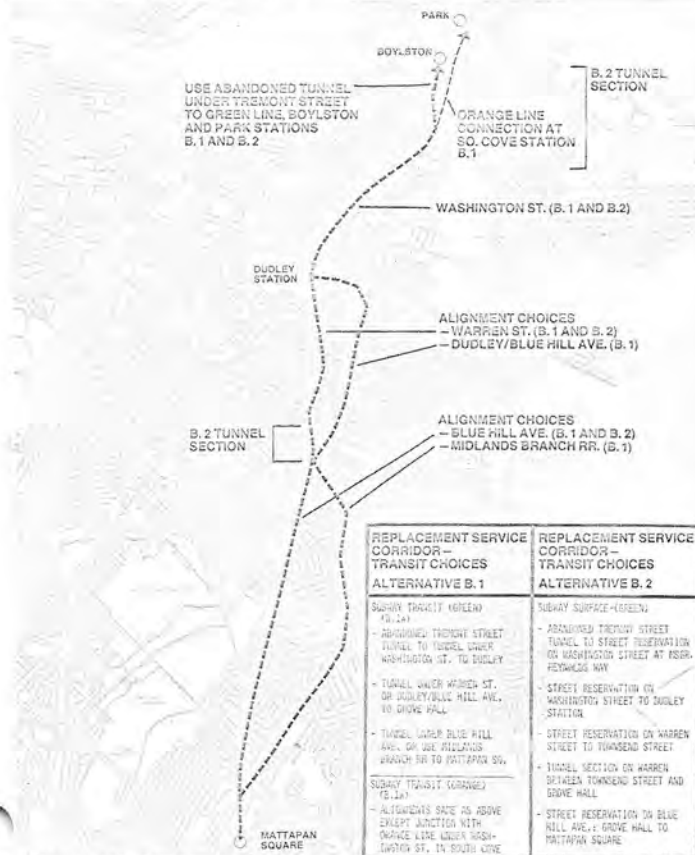 PARK
BOYLSTON
USE ABANDONED TUNNEL
UNDER TREMONT STREET
TO GREEN LINE, BOYLSTON
AND PARK STATIONS
B.1 AND B.2
B.2 TUNNEL
SECTION
ORANGE LINE
CONNECTION AT
SO. COVE STATION
B.1
WASHINGTON ST. (B.1 AND B.2)
DUDLEY
STATION
ALIGNMENT CHOICES
– WARREN ST. (B.1 AND B.2)
– DUDLEY/BLUE HILL AVE. (B.1)
B.2 TUNNEL
SECTION
ALIGNMENT CHOICES
– BLUE HILL AVE. (B.1 AND B.2)
– MIDLANDS BRANCH RR. (B.1)
MATTAPAN
SQUARE
REPLACEMENT SERVICE
CORRIDOR–
TRANSIT CHOICES
ALTERNATIVE B.1
SUBWAY TRANSIT (GREEN)
(B.1A)
- ABANDONED TREMONT STREET
TUNNEL TO TUNNEL UNDER
WASHINGTON ST. TO DUDLEY
- TUNNEL UNDER WARREN ST.
OR DUDLEY/BLUE HILL AVE.
TO GROVE HALL
- TUNNEL UNDER BLUE HILL
AVE. OR USE MIDLANDS
BRANCH RR TO MATTAPAN SQ.
SUBWAY TRANSIT (ORANGE)
- ALIGNMENTS SAME AS ABOVE
EXCEPT JUNCTION WITH
ORANGE LINE UNDER WASH-
INGTON ST. IN SOUTH COVE
REPLACEMENT SERVICE
CORRIDOR–
TRANSIT CHOICES
ALTERNATIVE B.2
SUBWAY SURFACE-(GREEN)
- ABANDONED TREMONT STREET
TUNNEL TO STREET RESERVATION
ON WASHINGTON STREET AT
REYNOLDS WAY
- STREET RESERVATION ON
WASHINGTON STREET TO DUDLEY
STATION
- STREET RESERVATION ON WARREN
STREET TO TOWNSEND STREET
- TUNNEL SECTION ON WARREN
BETWEEN TOWNSEND STREET AND
GROVE HALL
- STREET RESERVATION ON BLUE
HILL AVE.: GROVE HALL TO
MATTAPAN SQUARE